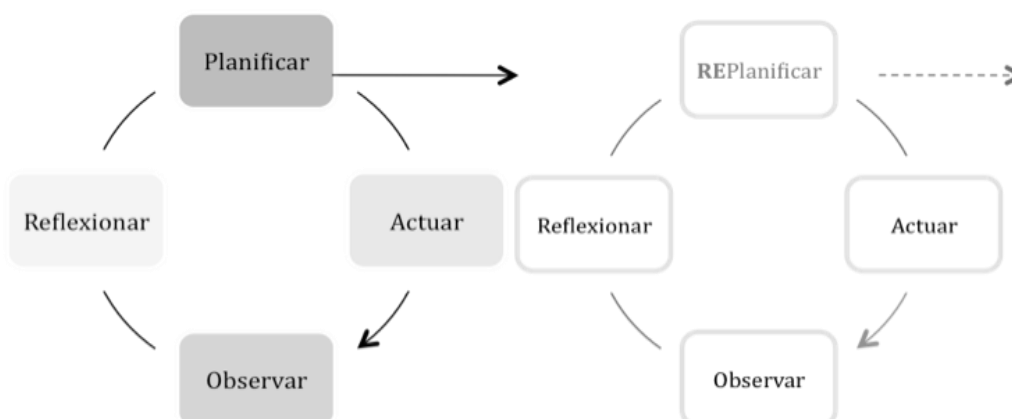 Planificar
Actuar
Observar
Reflexionar
REPlanificar
Actuar
Observar
Reflexionar